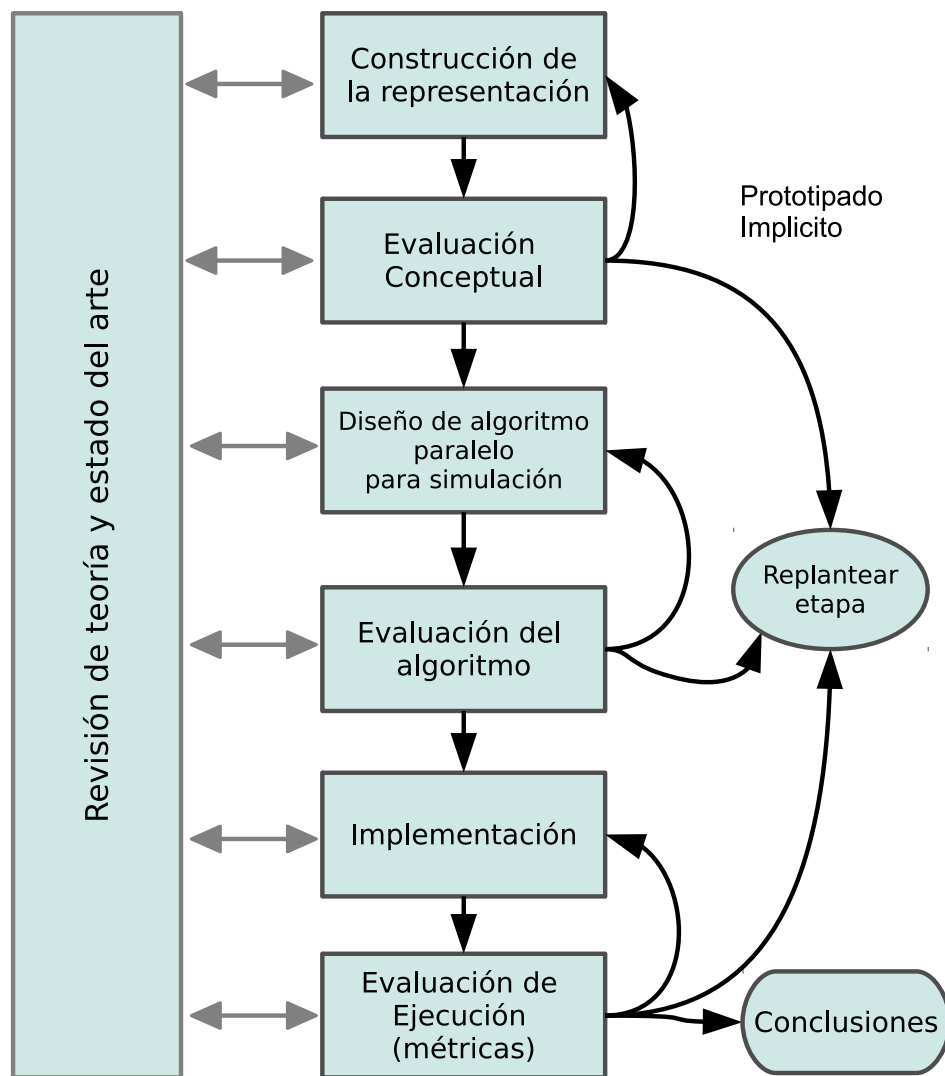 Revisión de teoría y estado del arte
Construcción de
la representación
Prototipado
Implicito
Evaluación
Conceptual
Diseño de algoritmo
paralelo
para simulación
Replantear
etapa
Evaluación del
algoritmo
Implementación
Evaluación de
Ejecución
(métricas)
Conclusiones